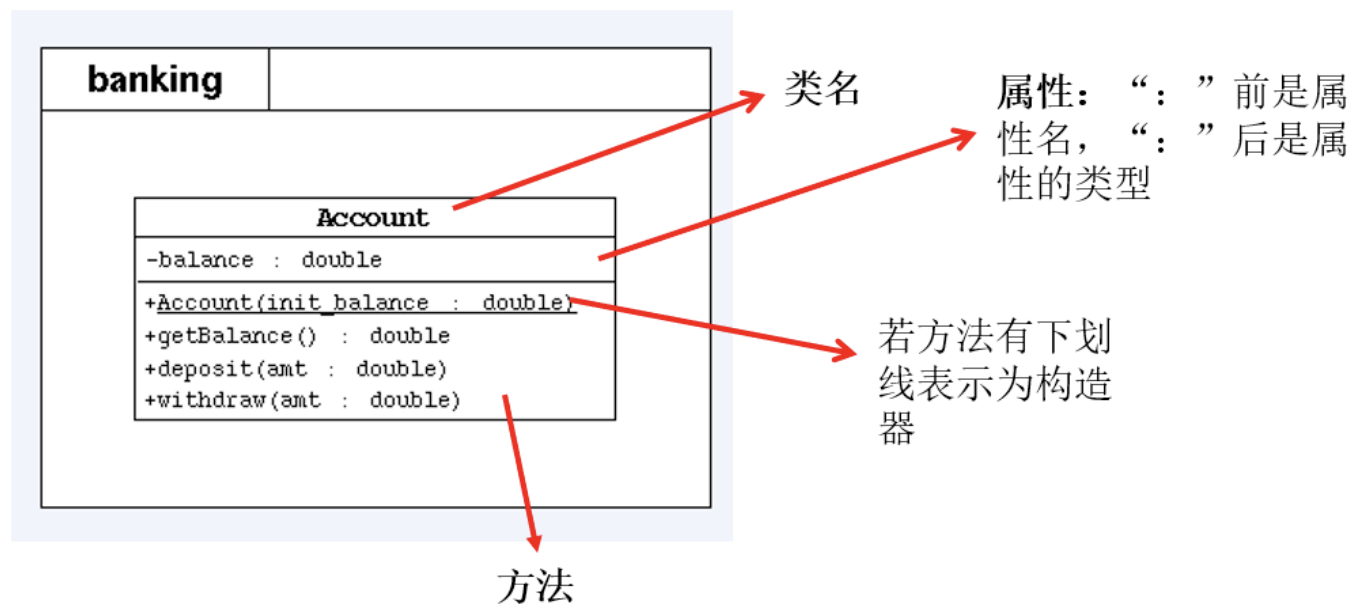 banking
类名
属性：“：”前是属
性名，“：”后是属
性的类型
Account
-balance : double
+Account(init_balance : double)
+getBalance() : double
+deposit(amt : double)
+withdraw(amt : double)
若方法有下划
线表示为构造
器
方法